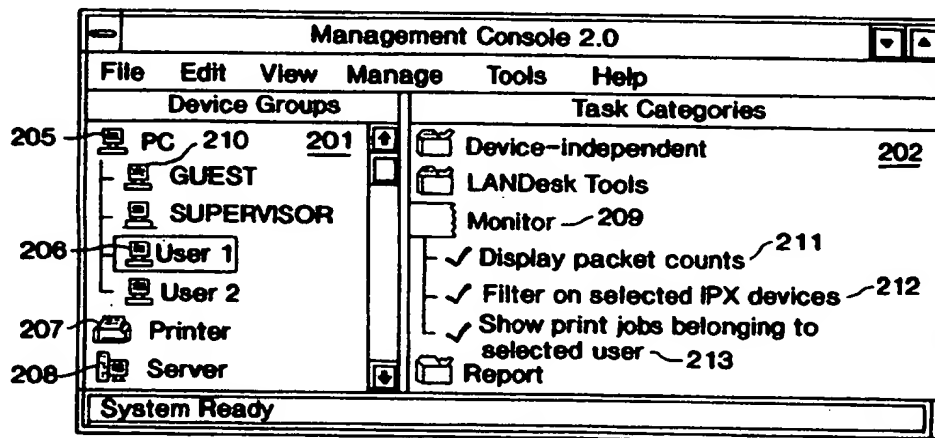 Management Console 2.0
File Edit View Manage Tools Help
Device Groups
Task Categories
205
PC
210
201
GUEST
SUPERVISOR
206
User 1
User 2
207
Printer
208
Server
Device-independent
202
LANDesk Tools
Monitor
209
Display packet counts
211
Filter on selected IPX devices
212
Show print jobs belonging to
selected user
213
Report
System Ready